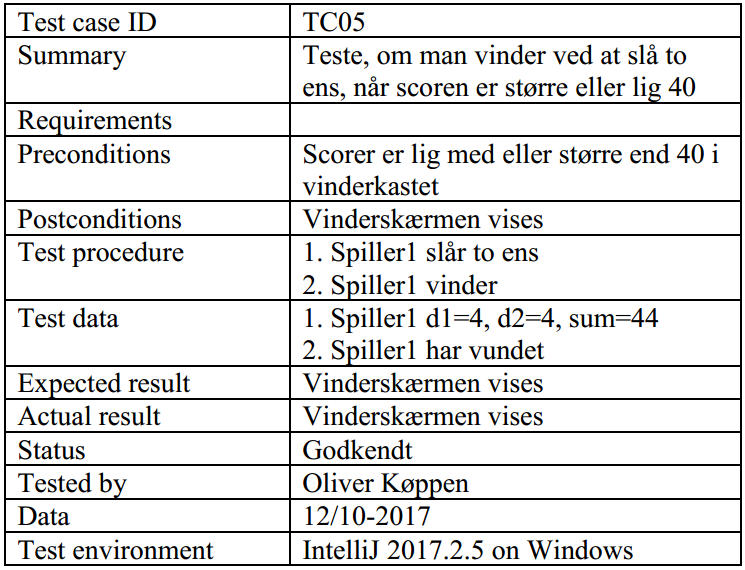 Test case ID TC05
Summary Teste, om man vinder ved at slå to
ens, når scoren er større eller lig 40
Requirements
Preconditions Scorer er lig med eller større end 40 i
vinderkastet
Postconditions Vinderskærmen vises
Test procedure 1. Spiller1 slår to ens
2. Spiller1 vinder
Test data 1. Spiller1 d1=4, d2=4, sum=44
2. Spiller1 har vundet
Expected result Vinderskærmen vises
Actual result Vinderskærmen vises
Status Godkendt
Tested by Oliver Køppen
Data 12/10-2017
Test environment IntelliJ 2017.2.5 on Windows